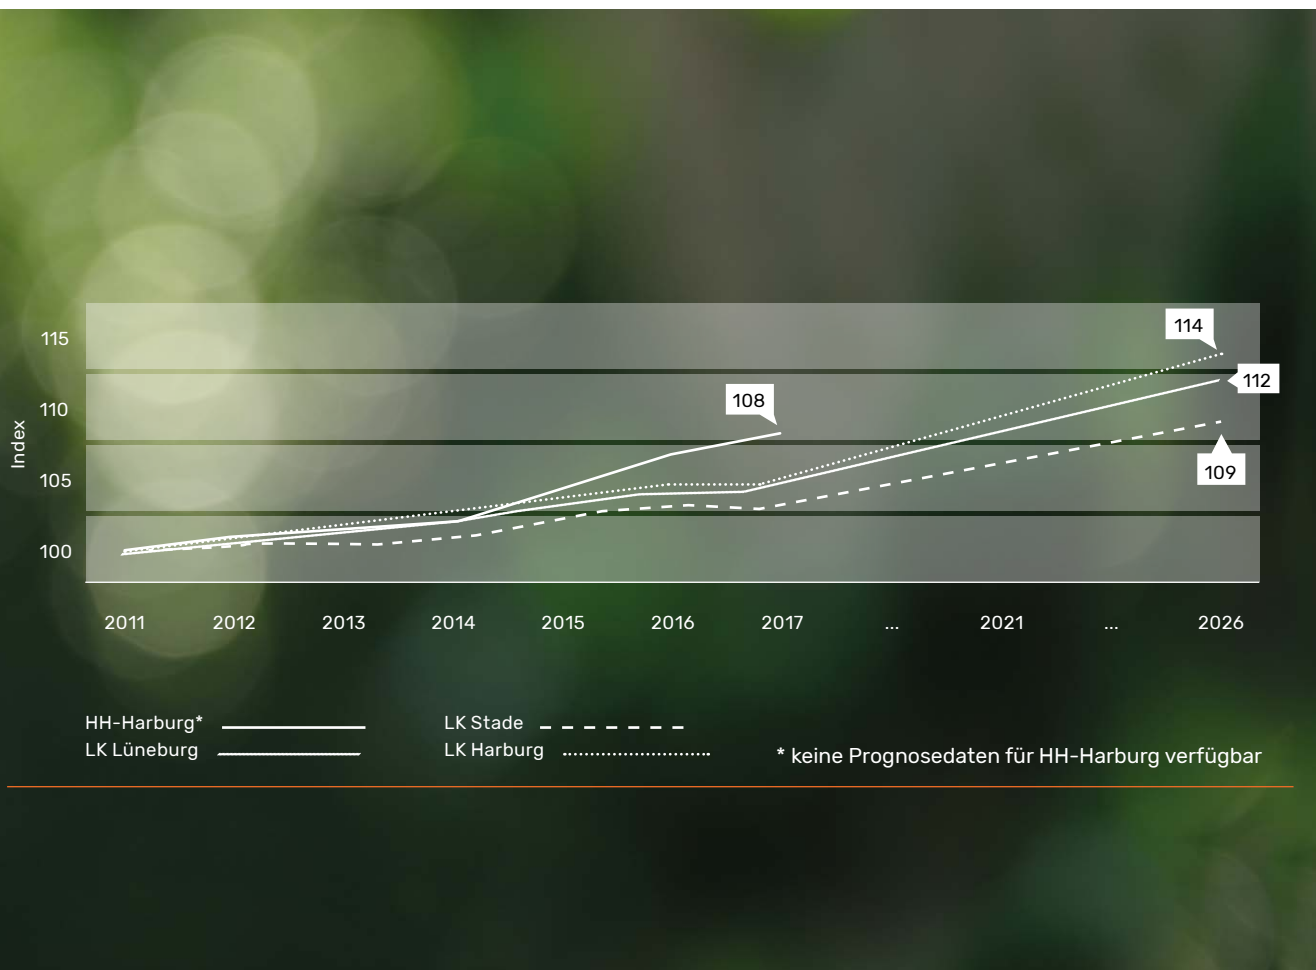 114
115
112
108
110
Index
105
109
100
2011 2012 2013 2014 2015 2016 2017 ... 2021 ... 2026
HH-Harburg* LK Stade
LK Lüneburg LK Harburg
* keine Prognosedaten für HH-Harburg verfügbar